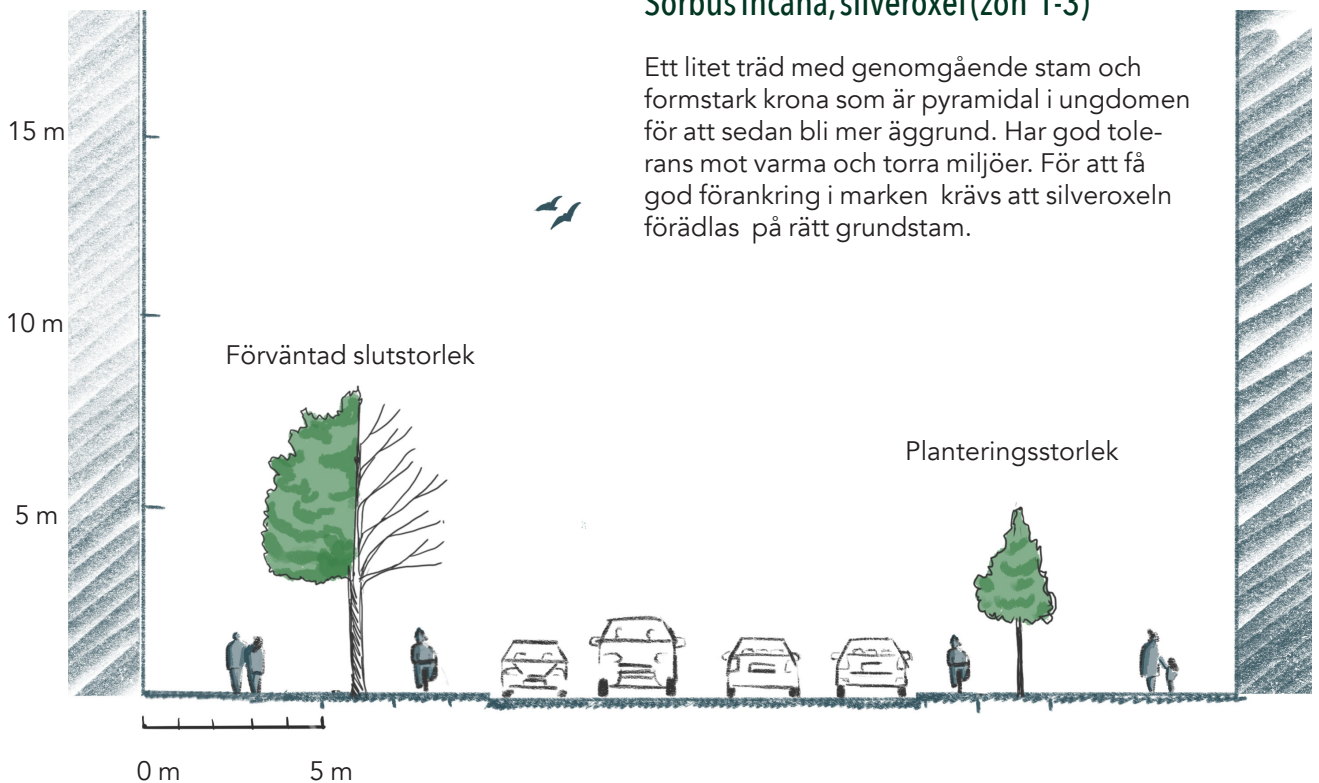 Sorbus incana, silveroxel (zon 1-3)
Ett litet träd med genomgående stam och
formstark krona som är pyramidal i ungdomen
för att sedan bli mer äggrund. Har god tole-
rans mot varma och torra miljöer. För att få
god förankring i marken krävs att silveroxeln
förädlas på rätt grundstam.
15 m
10 m
Förväntad slutstorlek
Planteringsstorlek
5 m
0 m
5 m